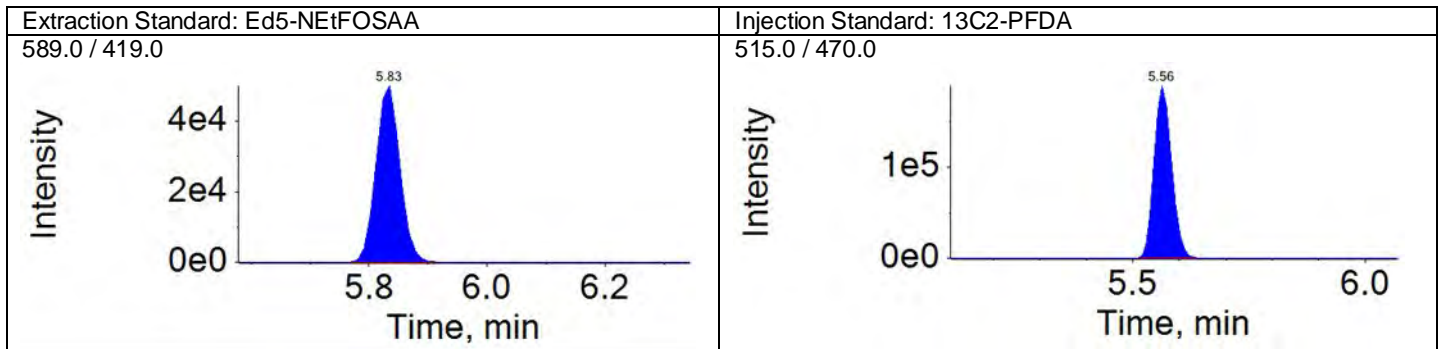 Extraction Standard: Ed5-NEtFOSAA
589.0 / 419.0
5.83
Intensity
4e4
2e4
0e0
5.8 6.0 6.2
Time, min
Injection Standard: 13C2-PFDA
515.0 / 470.0
5.56
Intensity
1e5
0e0
5.5 6.0
Time, min